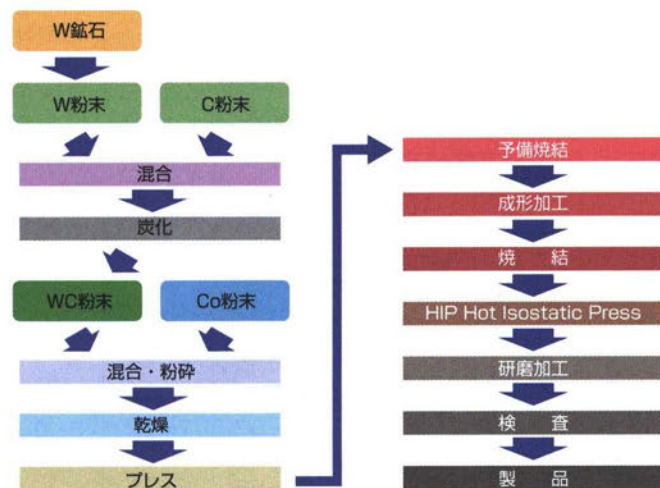 W鉱石
W粉末
C粉末
混合
炭化
WC粉末
Co粉末
混合・粉砕
乾燥
プレス
予備焼結
成形加工
焼　結
HIP Hot Isostatic Press
研磨加工
検　査
製　品